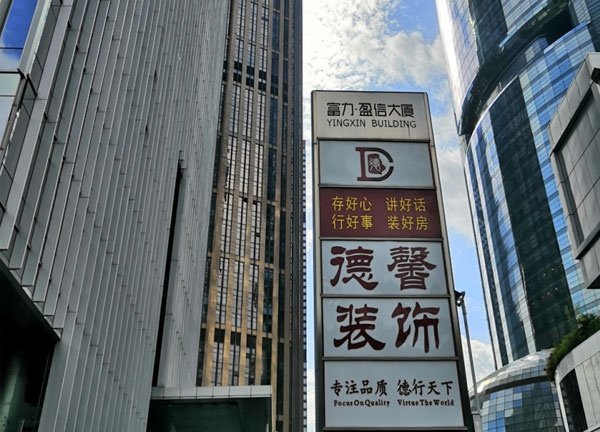 富力·盈信大厦
YINGXIN BUILDING
德
存好心 讲好话
行好事 装好房
德馨
装饰
专注品质 德行天下
Focus On Quality Virtue The World